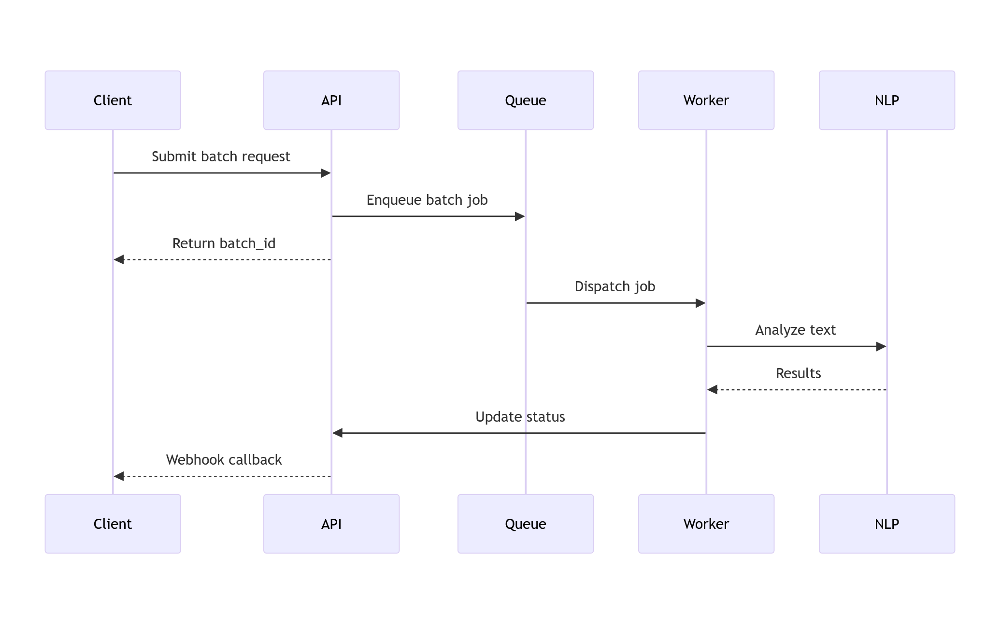 Client
API
Queue
Worker
NLP
Submit batch request
Enqueue batch job
Return batch_id
Dispatch job
Analyze text
Results
Update status
Webhook callback
Client
API
Queue
Worker
NLP